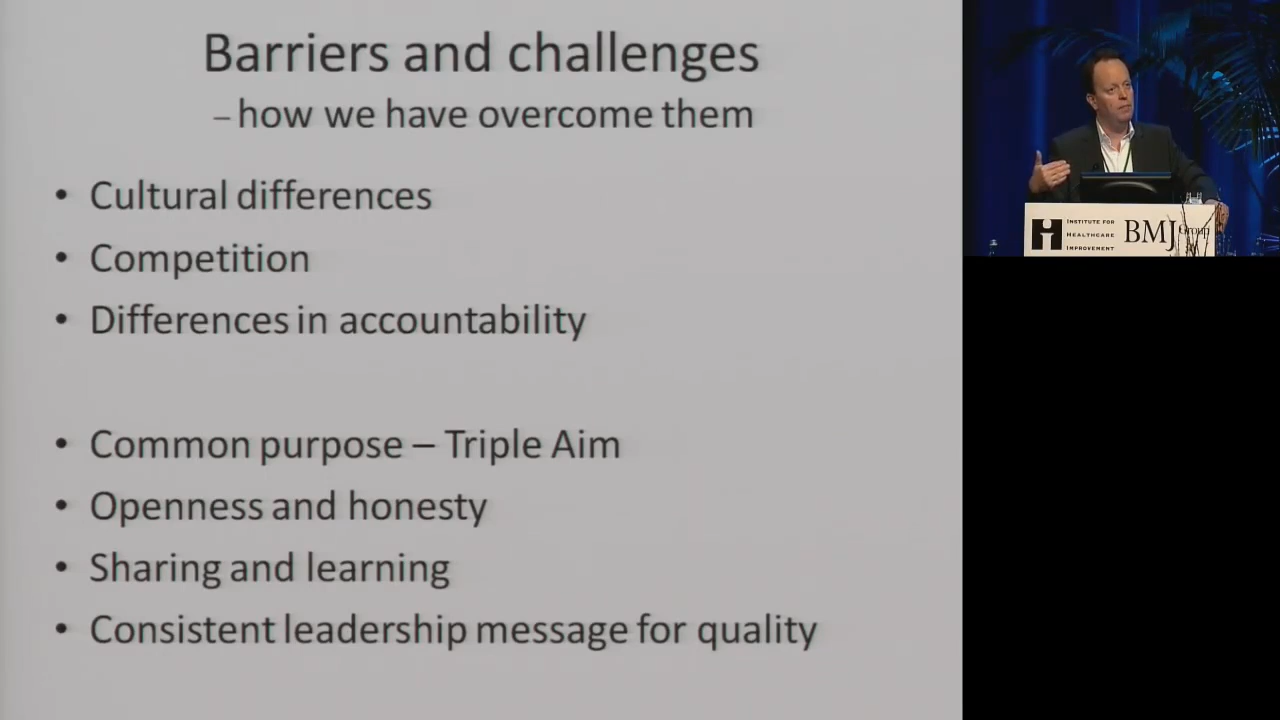 Barriers and challenges
– how we have overcome them
• Cultural differences
• Competition
• Differences in accountability
• Common purpose – Triple Aim
• Openness and honesty
• Sharing and learning
• Consistent leadership message for quality
INSTITUTE FOR
HEALTHCARE
IMPROVEMENT
BMJ Group